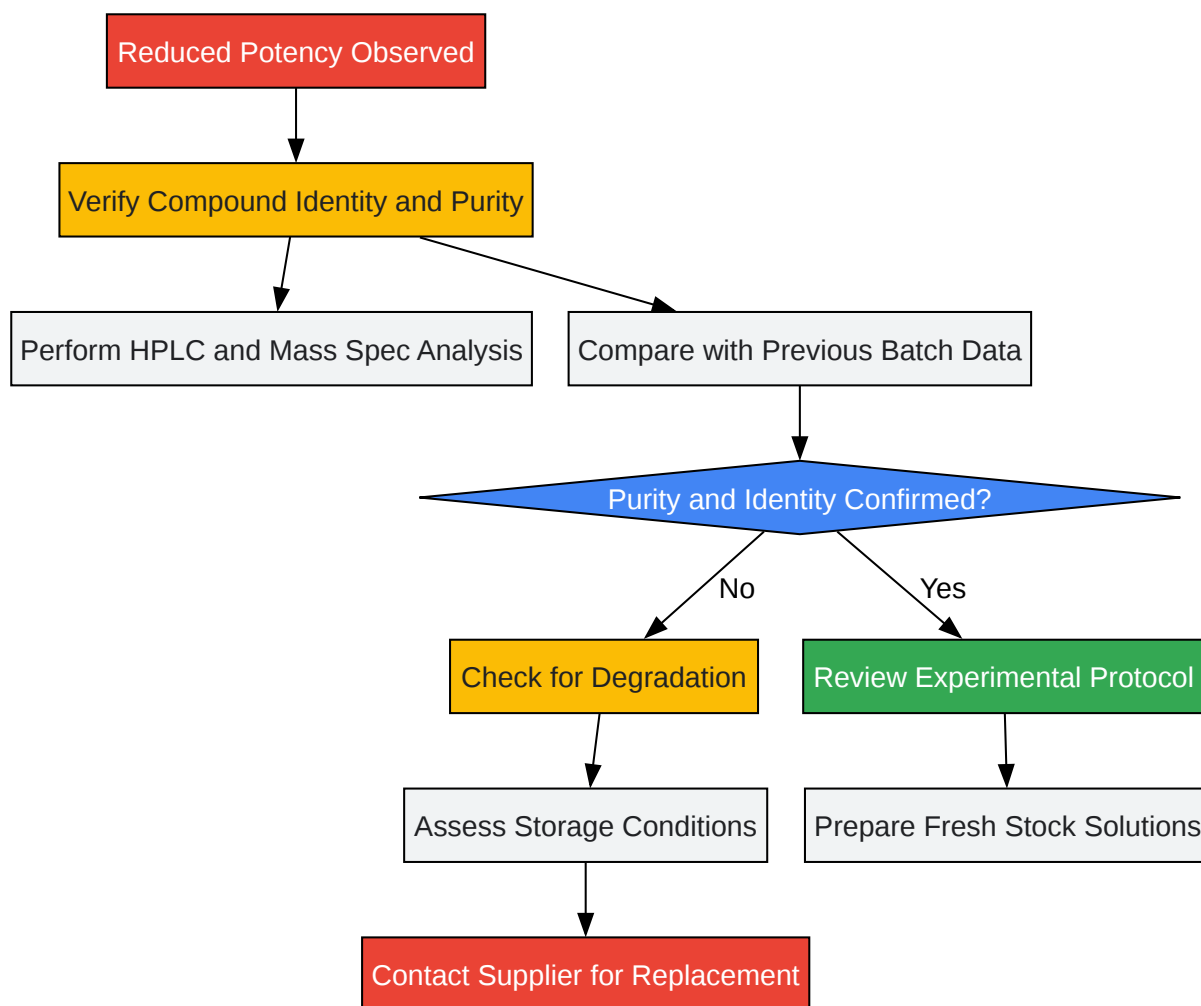 Reduced Potency Observed
Verify Compound Identity and Purity
Perform HPLC and Mass Spec Analysis
Compare with Previous Batch Data
Purity and Identity Confirmed?
No
Yes
Check for Degradation
Review Experimental Protocol
Assess Storage Conditions
Prepare Fresh Stock Solutions
Contact Supplier for Replacement